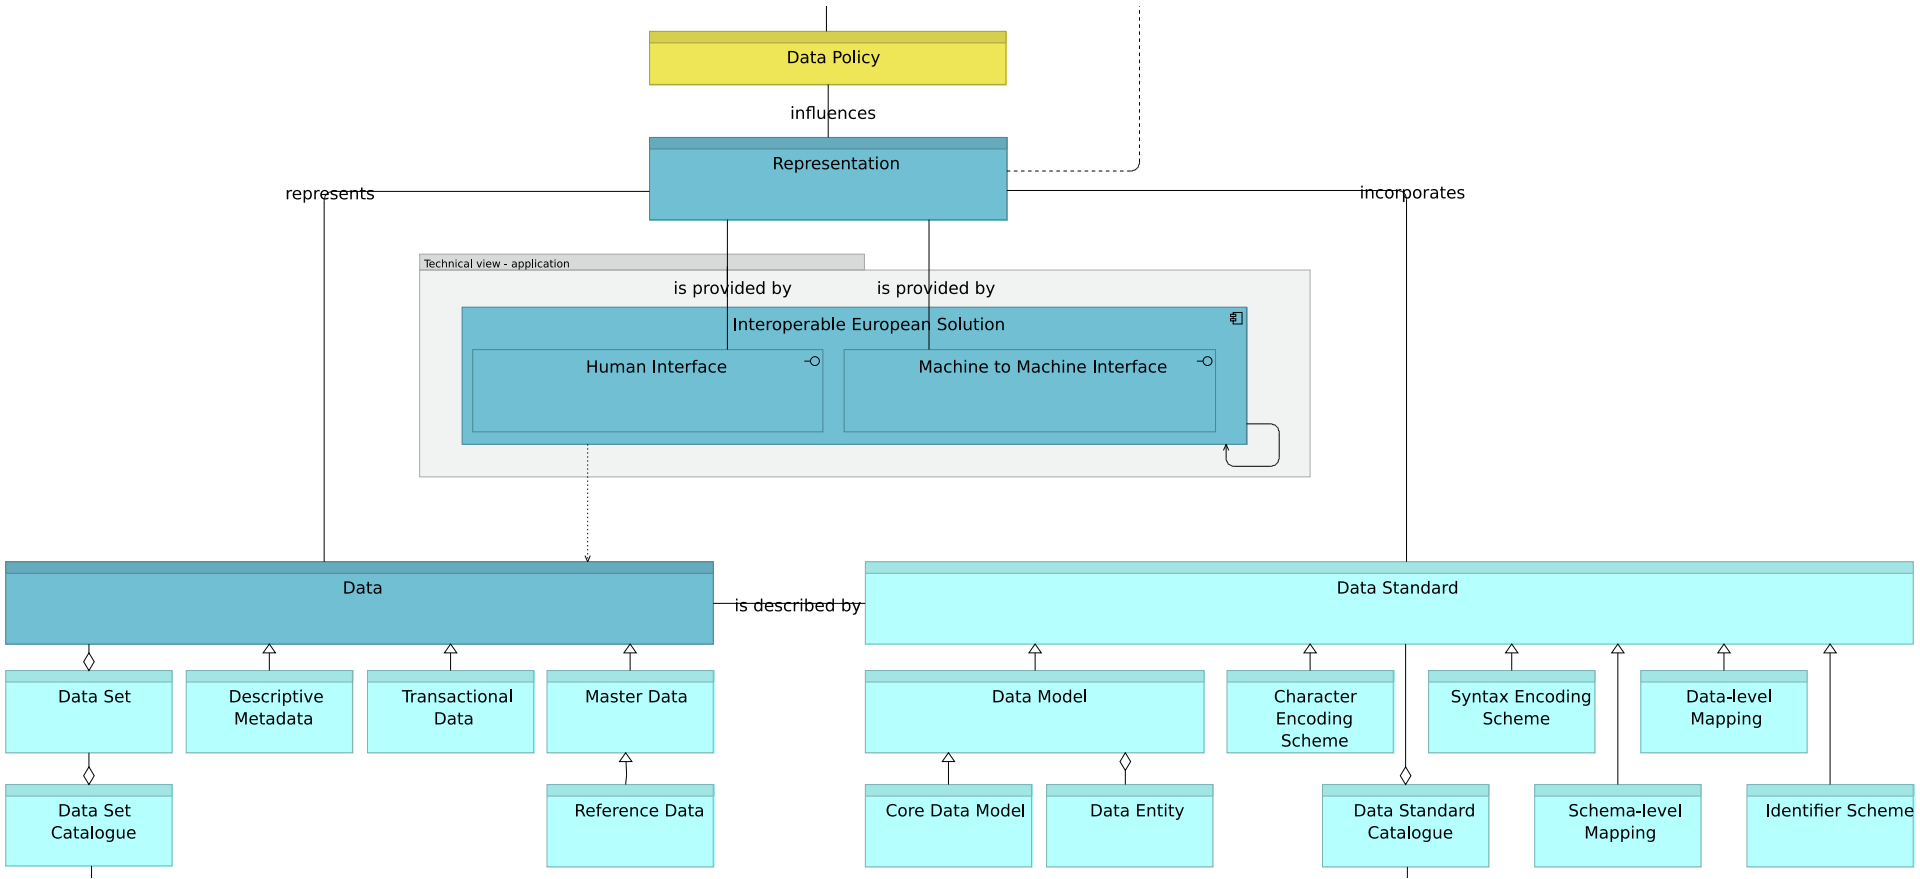 Data Policy
influences
Representation
represents
incorporates
Technical view - application
is provided by
is provided by
Interoperable European Solution
Human Interface
Machine to Machine Interface
Data
is described by
Data Standard
Data Set
Descriptive
Metadata
Transactional
Data
Master Data
Data Model
Character
Encoding
Scheme
Syntax Encoding
Scheme
Data-level
Mapping
Data Set
Catalogue
Reference Data
Core Data Model
Data Entity
Data Standard
Catalogue
Schema-level
Mapping
Identifier Scheme